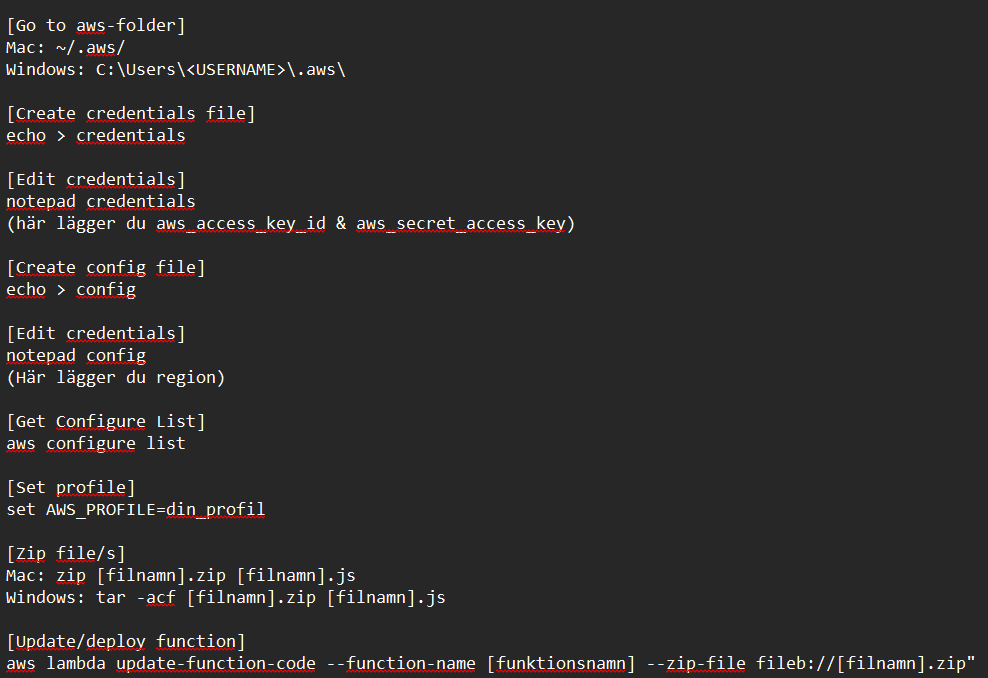 [Go to aws-folder]
Mac: ~/.aws/
Windows: C:\Users\<USERNAME>\.aws\
[Create credentials file]
echo > credentials
[Edit credentials]
notepad credentials
(här lägger du aws_access_key_id & aws_secret_access_key)
[Create config file]
echo > config
[Edit credentials]
notepad config
(Här lägger du region)
[Get Configure List]
aws configure list
[Set profile]
set AWS_PROFILE=din_profil
[Zip file/s]
Mac: zip [filnamn].zip [filnamn].js
Windows: tar -acf [filnamn].zip [filnamn].js
[Update/deploy function]
aws lambda update-function-code --function-name [funktionsnamn] --zip-file fileb://[filnamn].zip"